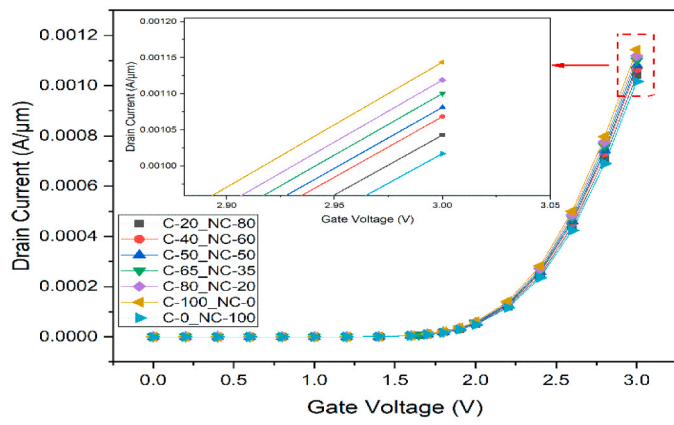 0.00120
0.00115
0.00110
0.00105
0.00100
Drain Current (A/μm)
2.90
2.95
3.00
3.05
Gate Voltage (V)
0.0012
0.0010
0.0008
0.0006
0.0004
0.0002
0.0000
Drain Current (A/μm)
C-20_NC-80
C-40_NC-60
C-50_NC-50
C-65_NC-35
C-80_NC-20
C-100_NC-0
C-0_NC-100
0.0
0.5
1.0
1.5
2.0
2.5
3.0
Gate Voltage (V)